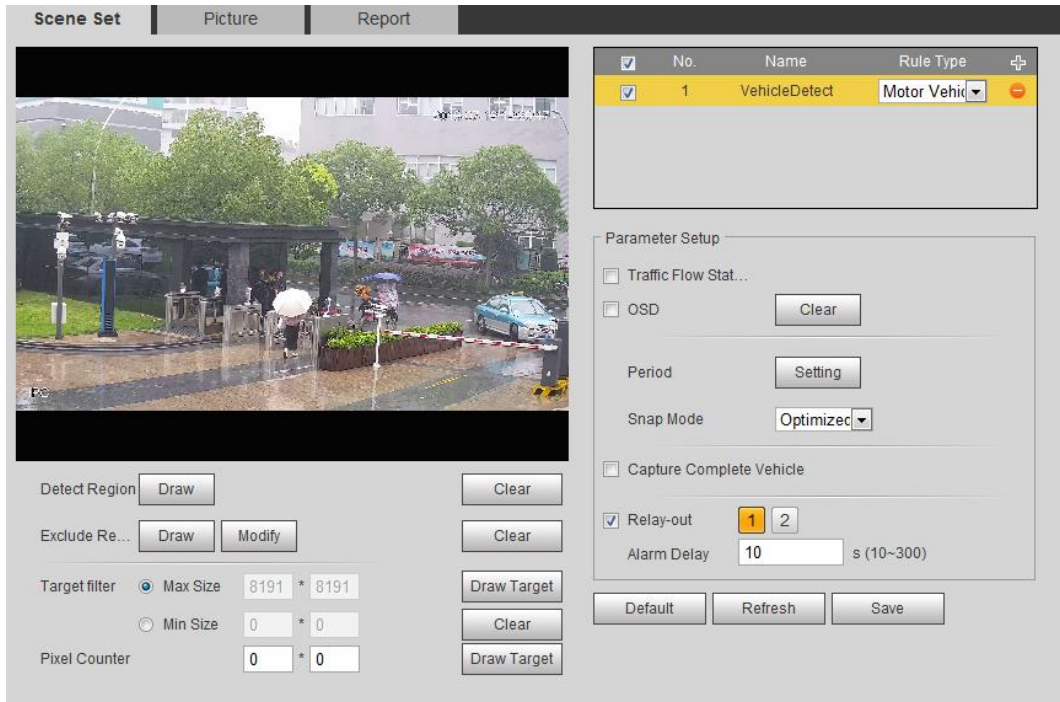 Scene Set Picture Report
No. Name Rule Type
1 VehicleDetect Motor Vehic
Parameter Setup
Traffic Flow Stat...
OSD Clear
Period Setting
Snap Mode Optimizec
Capture Complete Vehicle
Relay-out 1 2
Alarm Delay 10 s (10~300)
Default Refresh Save
PC
Detect Region Draw Clear
Exclude Re... Draw Modify Clear
Target filter Max Size 8191 * 8191 Draw Target
Min Size 0 * 0 Clear
Pixel Counter 0 * 0 Draw Target